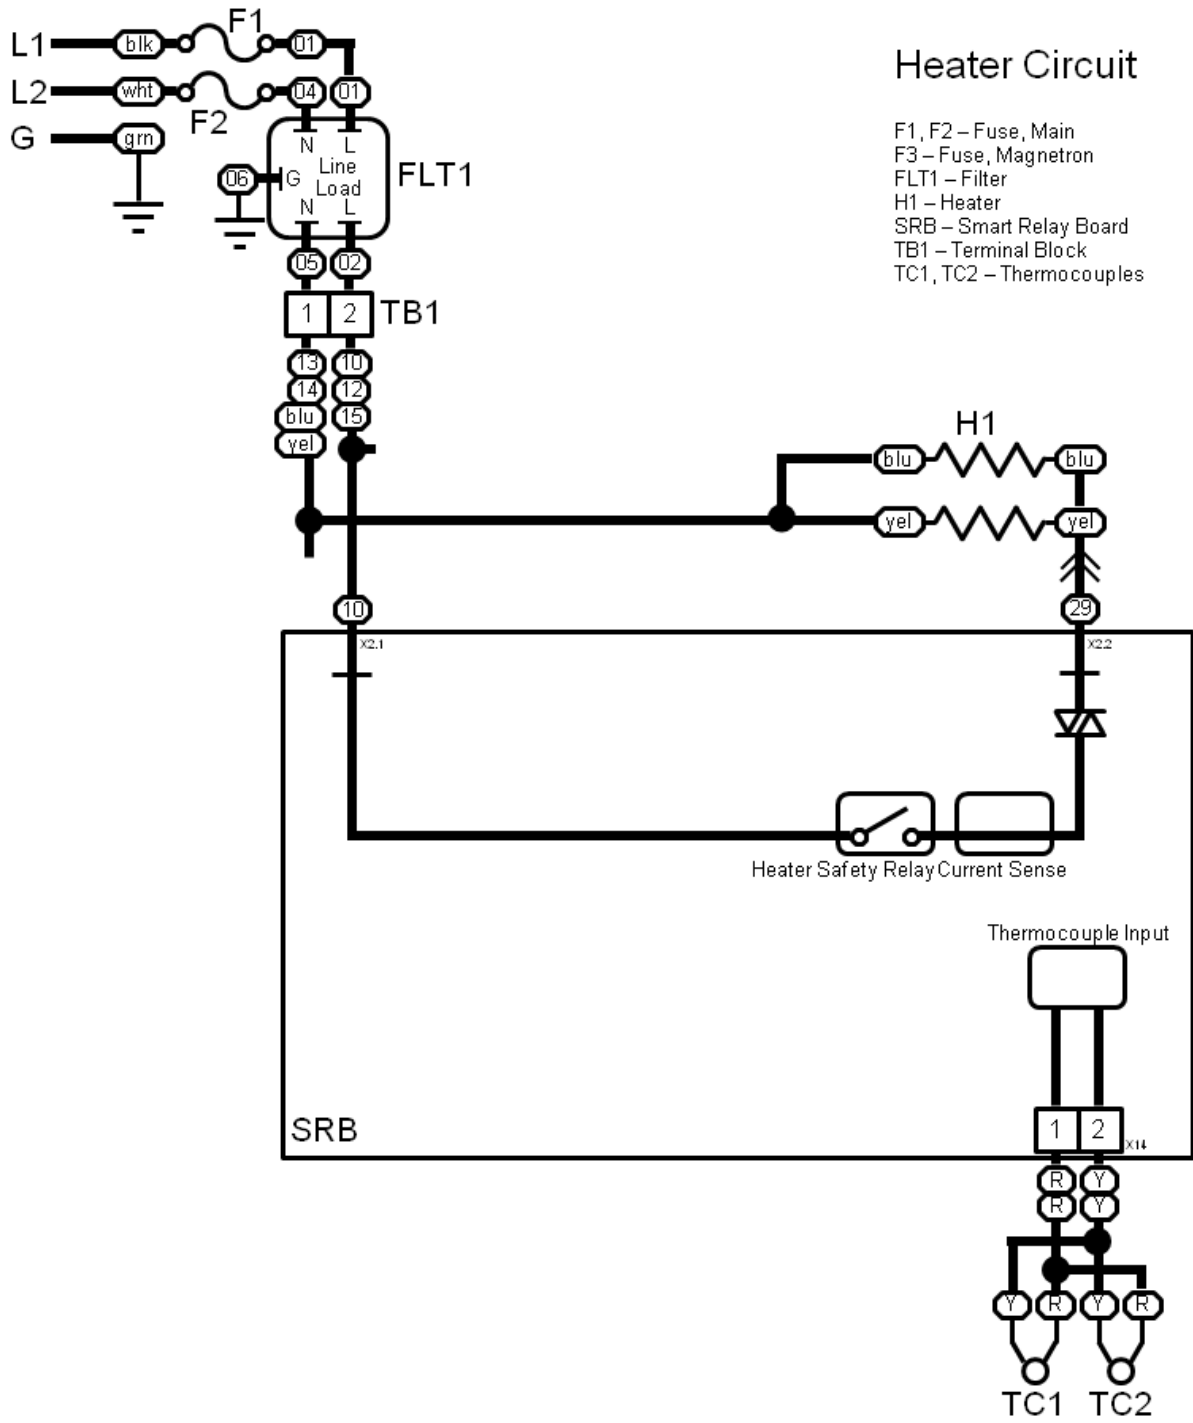 Heater Circuit
F1, F2 – Fuse, Main
F3 – Fuse, Magnetron
FLT1 – Filter
H1 – Heater
SRB – Smart Relay Board
TB1 – Terminal Block
TC1, TC2 – Thermocouples
L1 blk F1 01
L2 wht F2 04 01
G grn
N L
Line
06 G Load FLT1
N L
05 02
1 2 TB1
13 10
14 12
blu 15
yel
H1
blu blu
yel yel
10 29
X2.1 X2.2
Heater Safety Relay Current Sense
Thermocouple Input
SRB 1 2 X14
R Y
R Y
Y R Y R
TC1 TC2